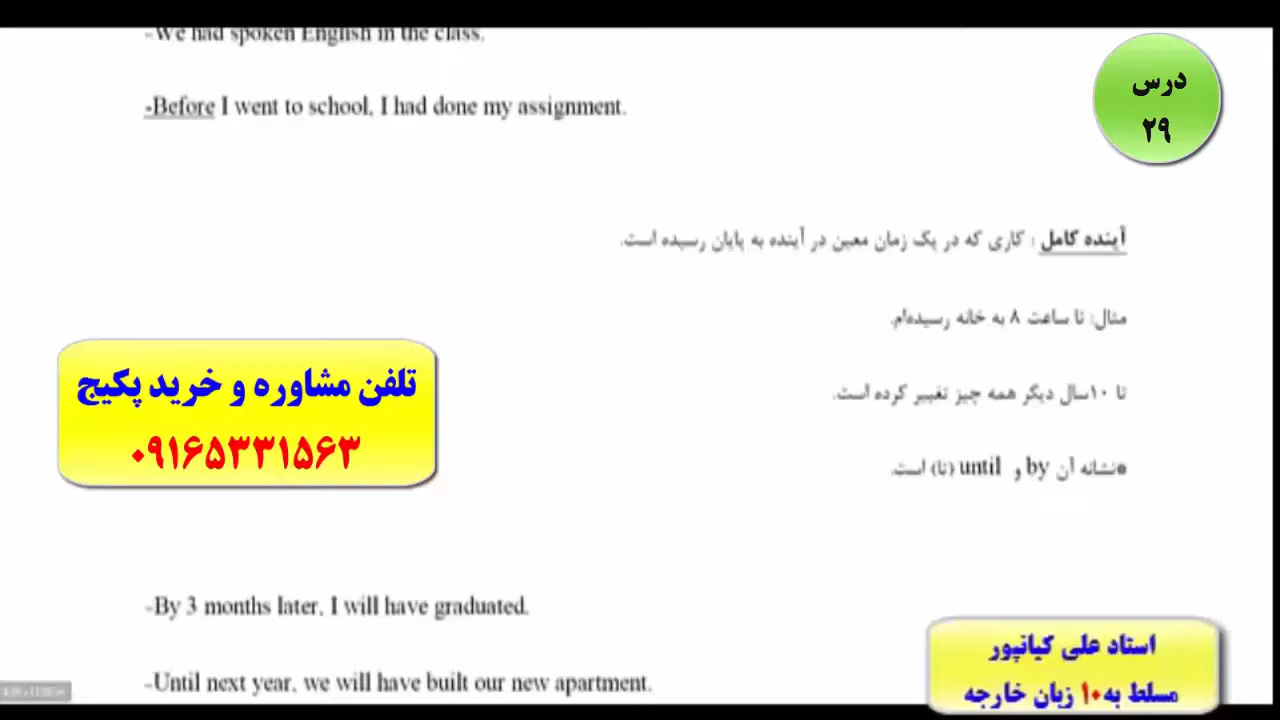 -We had spoken English in the class.
-Before I went to school, I had done my assignment.
درس
۲۹
آینده کامل : کاری که در یک زمان معین در آینده به پایان رسیده است.
مثال: تا ساعت ۸ به خانه رسیده‌ام.
تا ۱۰سال دیگر همه چیز تغییر کرده است.
*نشانه آن by و until (تا) است.
تلفن مشاوره و خرید پکیج
۰۹۱۶۵۳۳۱۵۶۳
-By 3 months later, I will have graduated.
-Until next year, we will have built our new apartment.
استاد علی کیانپور
مسلط به۱۰ زبان خارجه